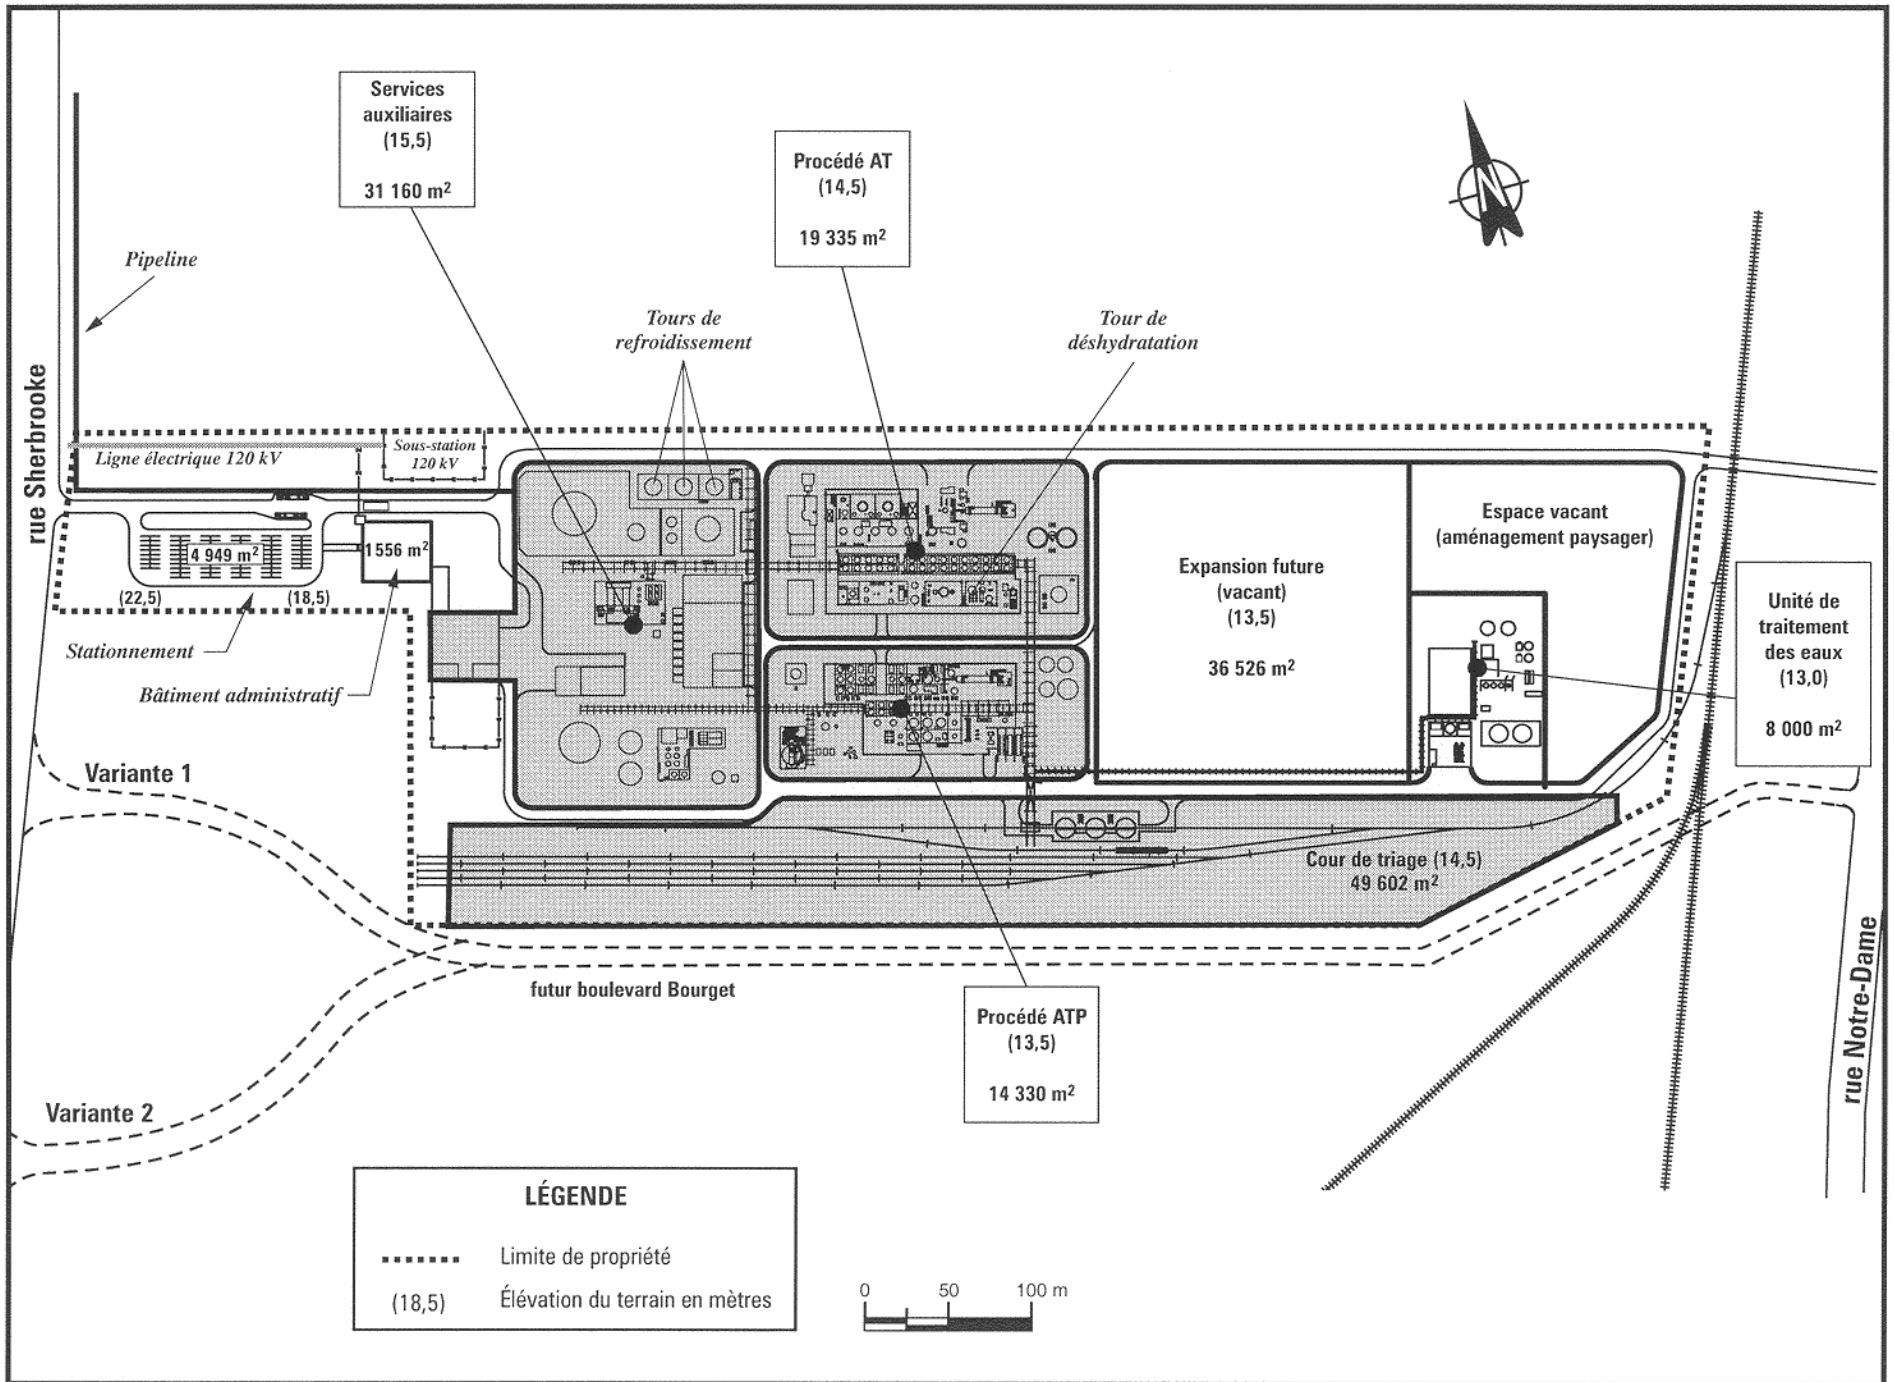 Services
auxiliaires
(15,5)
31 160 m²
Procédé AT
(14,5)
19 335 m²
N
Pipeline
Tours de
refroidissement
Tour de
déshydratation
rue Sherbrooke
Ligne électrique 120 kV
Sous-station
120 kV
4 949 m²
1 556 m²
(22,5)
(18,5)
Stationnement
Bâtiment administratif
Expansion future
(vacant)
(13,5)
36 526 m²
Espace vacant
(aménagement paysager)
Unité de
traitement
des eaux
(13,0)
8 000 m²
Variante 1
Cour de triage (14,5)
49 602 m²
futur boulevard Bourget
Procédé ATP
(13,5)
14 330 m²
Variante 2
rue Notre-Dame
LÉGENDE
Limite de propriété
(18,5) Élévation du terrain en mètres
0 50 100 m